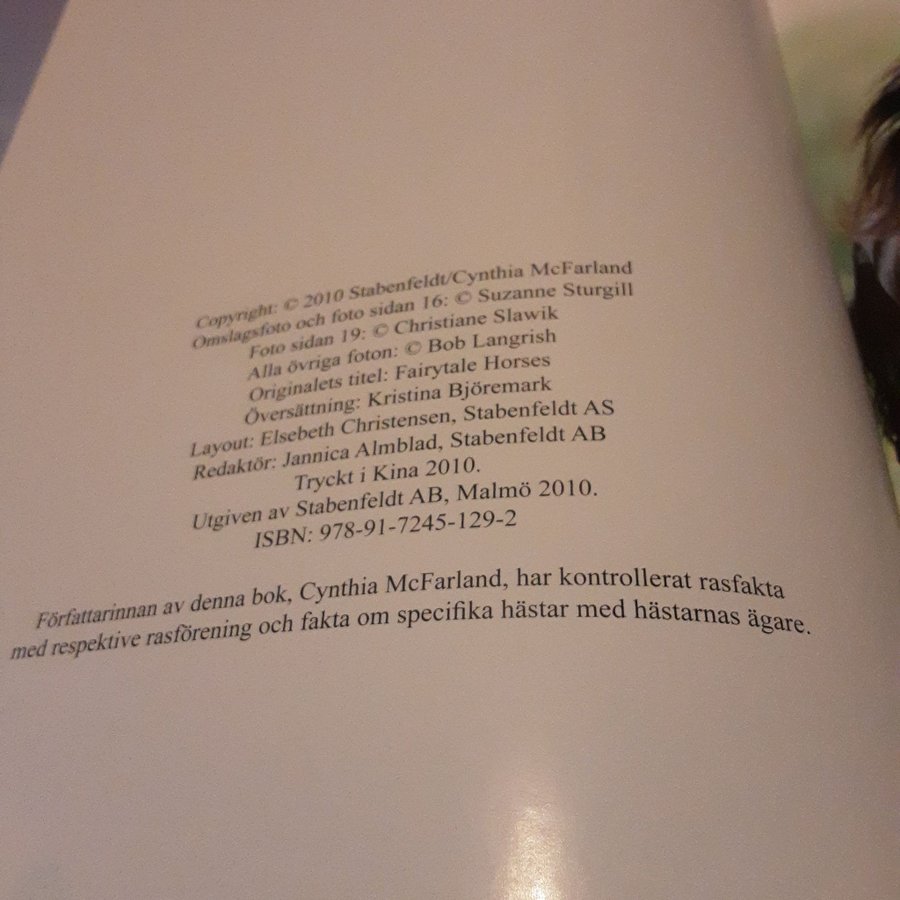 Copyright: © 2010 Stabenfeldt/Cynthia McFarland
Omslagsfoto och foto sidan 16: © Suzanne Sturgill
Foto sidan 19: © Christiane Slawik
Alla övriga foton: © Bob Langrish
Originalets titel: Fairytale Horses
Översättning: Kristina Björemark
Layout: Elsebeth Christensen, Stabenfeldt AS
Redaktör: Jannica Almblad, Stabenfeldt AB
Tryckt i Kina 2010.
Utgiven av Stabenfeldt AB, Malmö 2010.
ISBN: 978-91-7245-129-2
Författarinnan av denna bok, Cynthia McFarland, har kontrollerat rasfakta
med respektive rasförening och fakta om specifika hästar med hästarnas ägare.